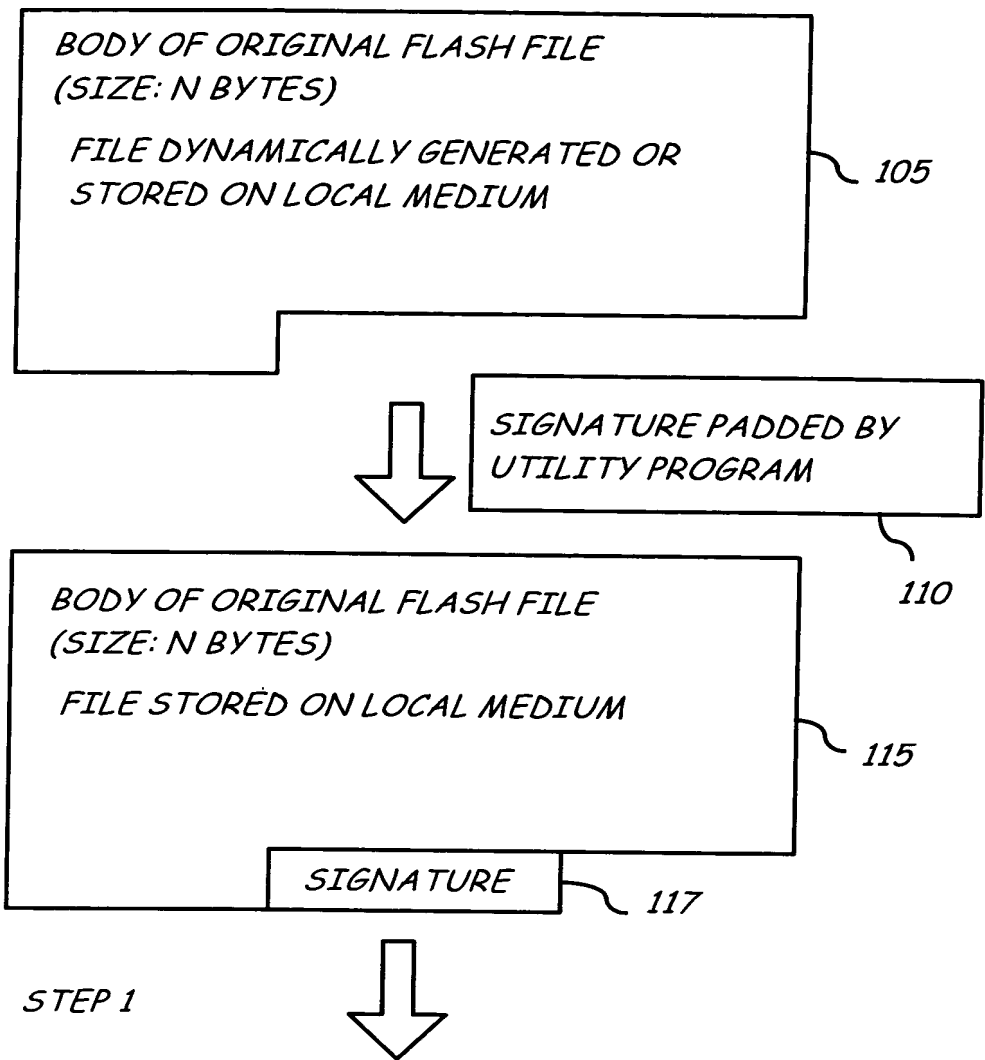 BODY OF ORIGINAL FLASH FILE
(SIZE: N BYTES)
FILE DYNAMICALLY GENERATED OR
STORED ON LOCAL MEDIUM
105
SIGNATURE PADDED BY
UTILITY PROGRAM
110
BODY OF ORIGINAL FLASH FILE
(SIZE: N BYTES)
FILE STORED ON LOCAL MEDIUM
115
SIGNATURE
117
STEP 1